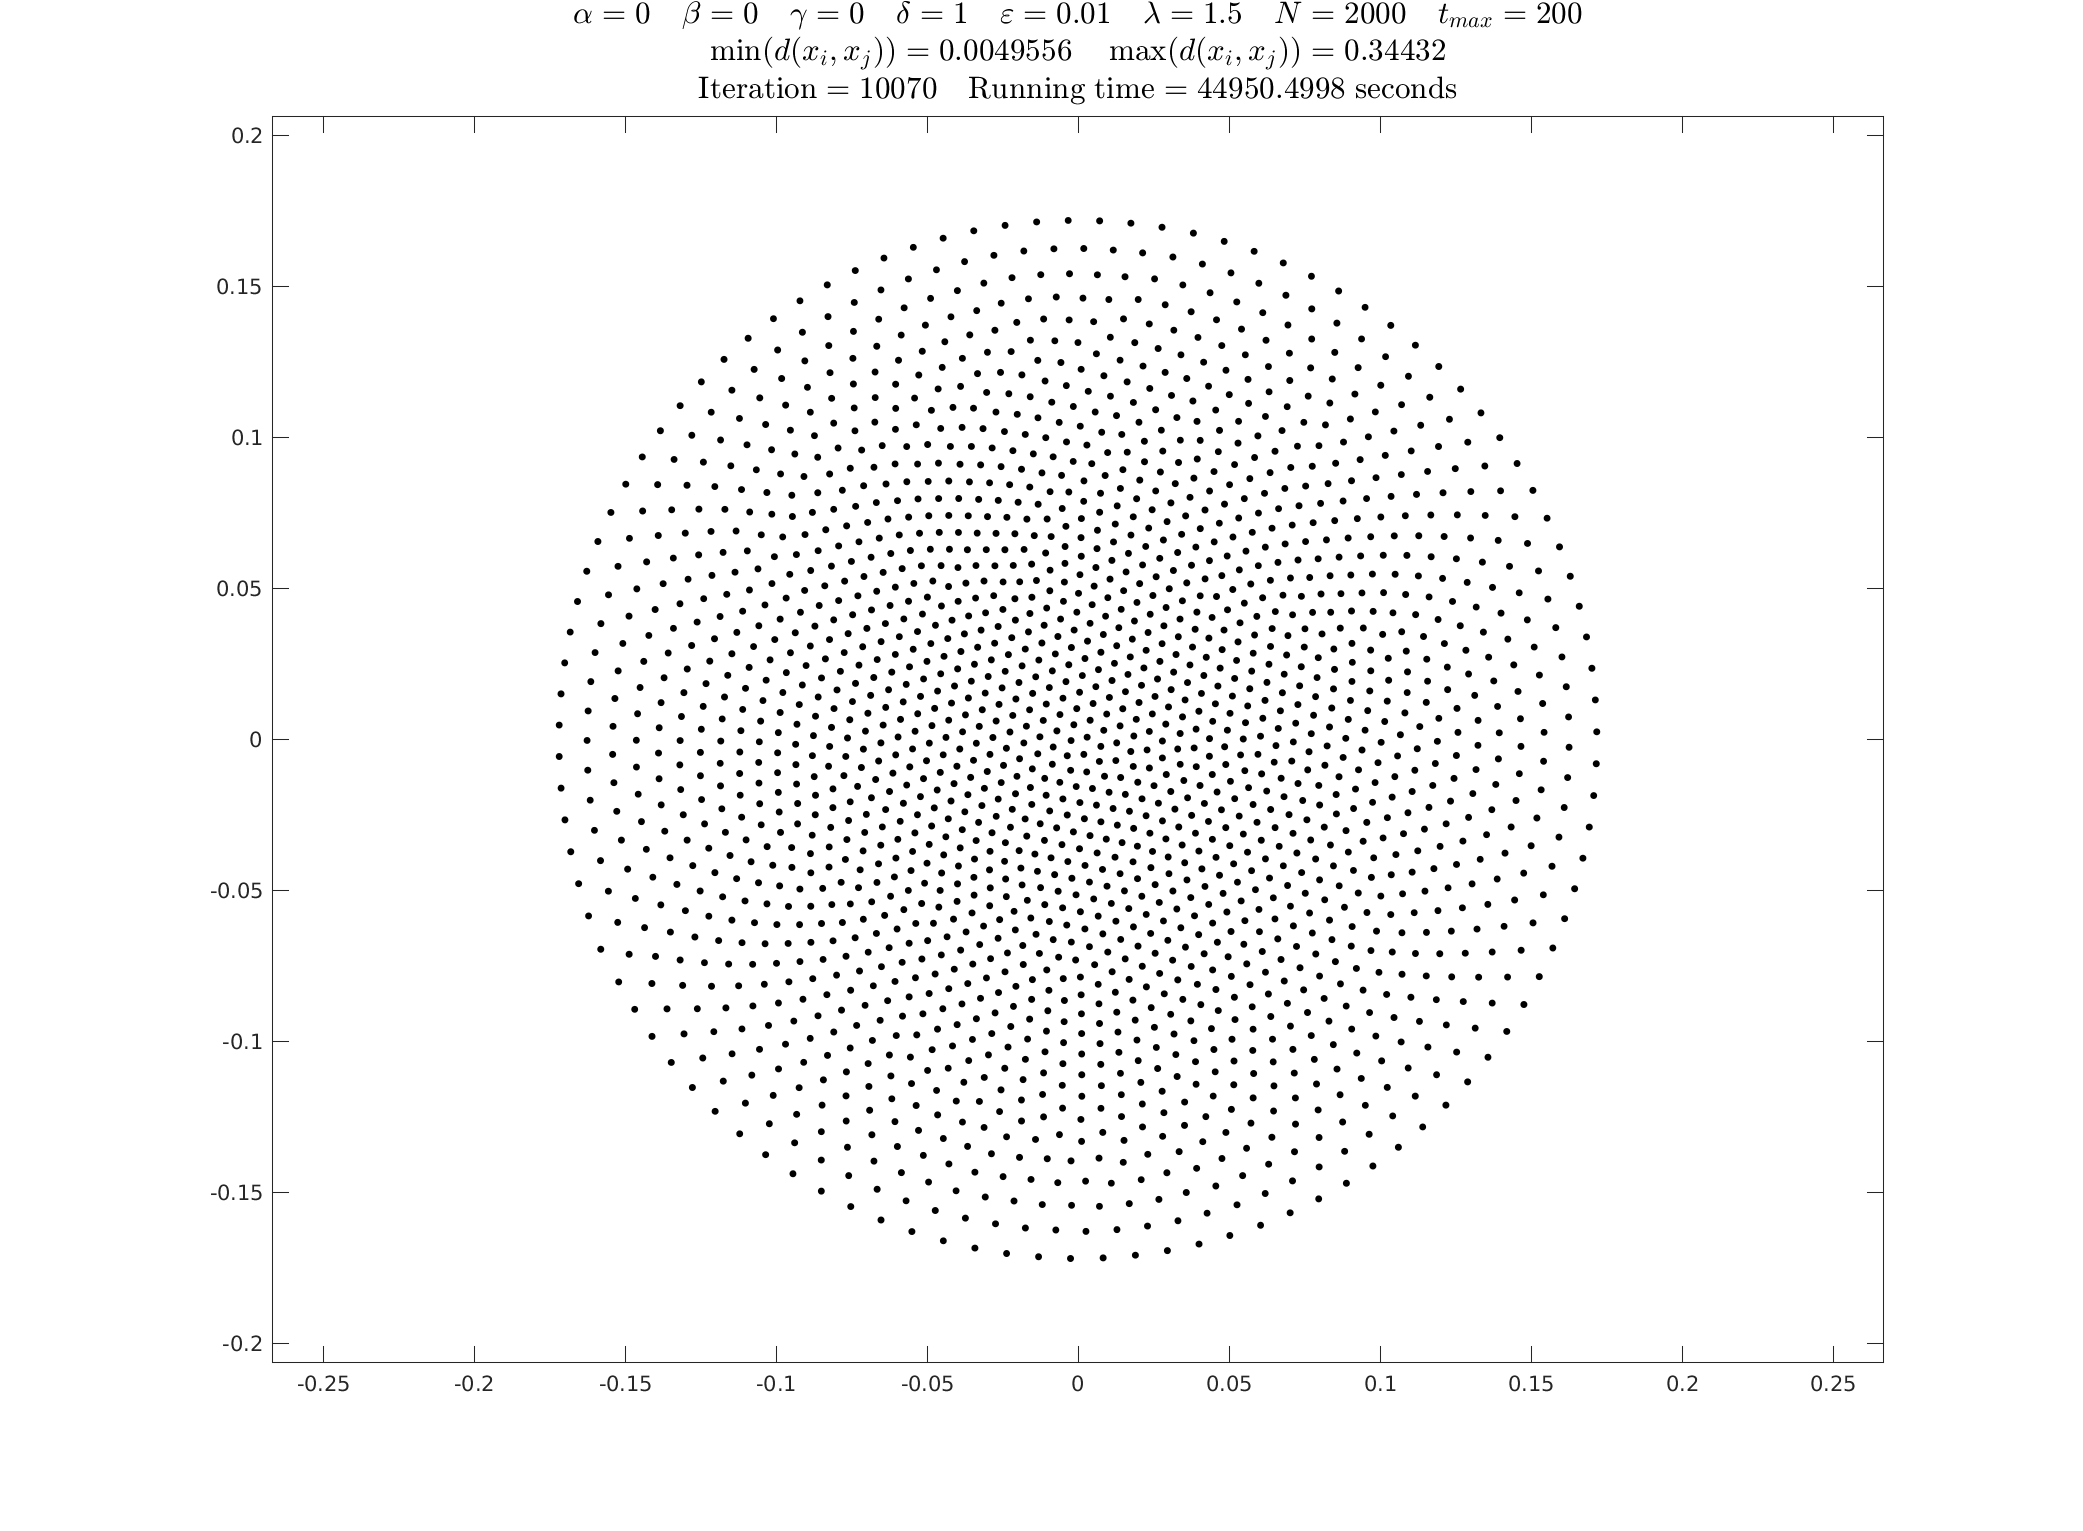 α = 0 β = 0 γ = 0 δ = 1 ε = 0.01 λ = 1.5 N = 2000 t_{max} = 200
min(d(x_i, x_j)) = 0.0049556 max(d(x_i, x_j)) = 0.34432
Iteration = 10070 Running time = 44950.4998 seconds
0.2
0.15
0.1
0.05
0
-0.05
-0.1
-0.15
-0.2
-0.25 -0.2 -0.15 -0.1 -0.05 0 0.05 0.1 0.15 0.2 0.25